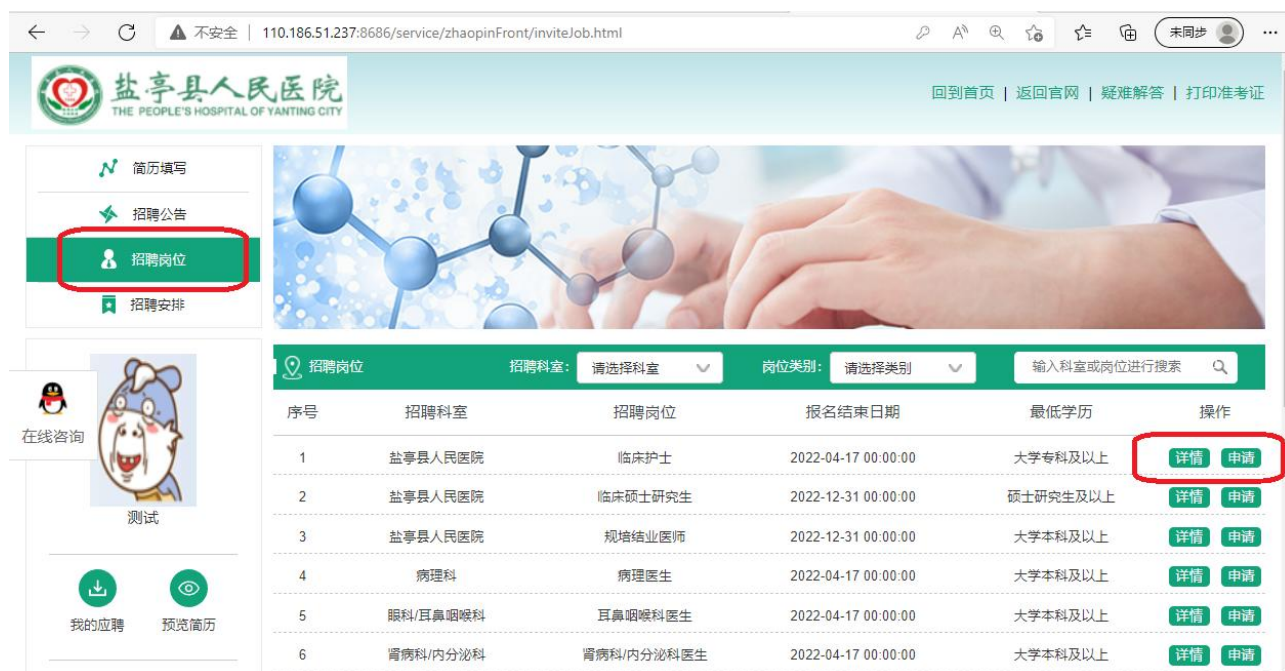 不安全 110.186.51.237:8686/service/zhaopinFront/inviteJob.html 未同步
盐亭县人民医院
THE PEOPLE'S HOSPITAL OF YANTING CITY
回到首页 | 返回官网 | 疑难解答 | 打印准考证
简历填写
招聘公告
招聘岗位
招聘安排
招聘岗位 招聘科室: 请选择科室 岗位类别: 请选择类别 输入科室或岗位进行搜索
序号 招聘科室 招聘岗位 报名结束日期 最低学历 操作
1 盐亭县人民医院 临床护士 2022-04-17 00:00:00 大学专科及以上 详情 申请
2 盐亭县人民医院 临床硕士研究生 2022-12-31 00:00:00 硕士研究生及以上 详情 申请
3 盐亭县人民医院 规培结业医师 2022-12-31 00:00:00 大学本科及以上 详情 申请
4 病理科 病理医生 2022-04-17 00:00:00 大学本科及以上 详情 申请
5 眼科/耳鼻咽喉科 耳鼻咽喉科医生 2022-04-17 00:00:00 大学本科及以上 详情 申请
6 肾病科/内分泌科 肾病科/内分泌科医生 2022-04-17 00:00:00 大学本科及以上 详情 申请
在线咨询
测试
我的应聘 预览简历